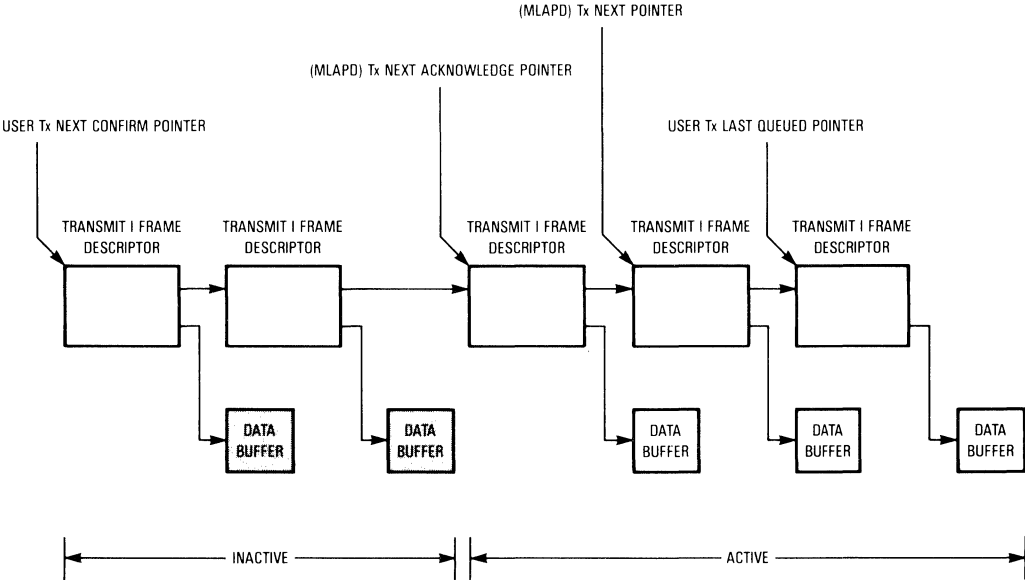 (MLAPD) Tx NEXT POINTER
(MLAPD) Tx NEXT ACKNOWLEDGE POINTER
USER Tx NEXT CONFIRM POINTER
USER Tx LAST QUEUED POINTER
TRANSMIT I FRAME
DESCRIPTOR
TRANSMIT I FRAME
DESCRIPTOR
TRANSMIT I FRAME
DESCRIPTOR
TRANSMIT I FRAME
DESCRIPTOR
TRANSMIT I FRAME
DESCRIPTOR
DATA
BUFFER
DATA
BUFFER
DATA
BUFFER
DATA
BUFFER
DATA
BUFFER
INACTIVE
ACTIVE